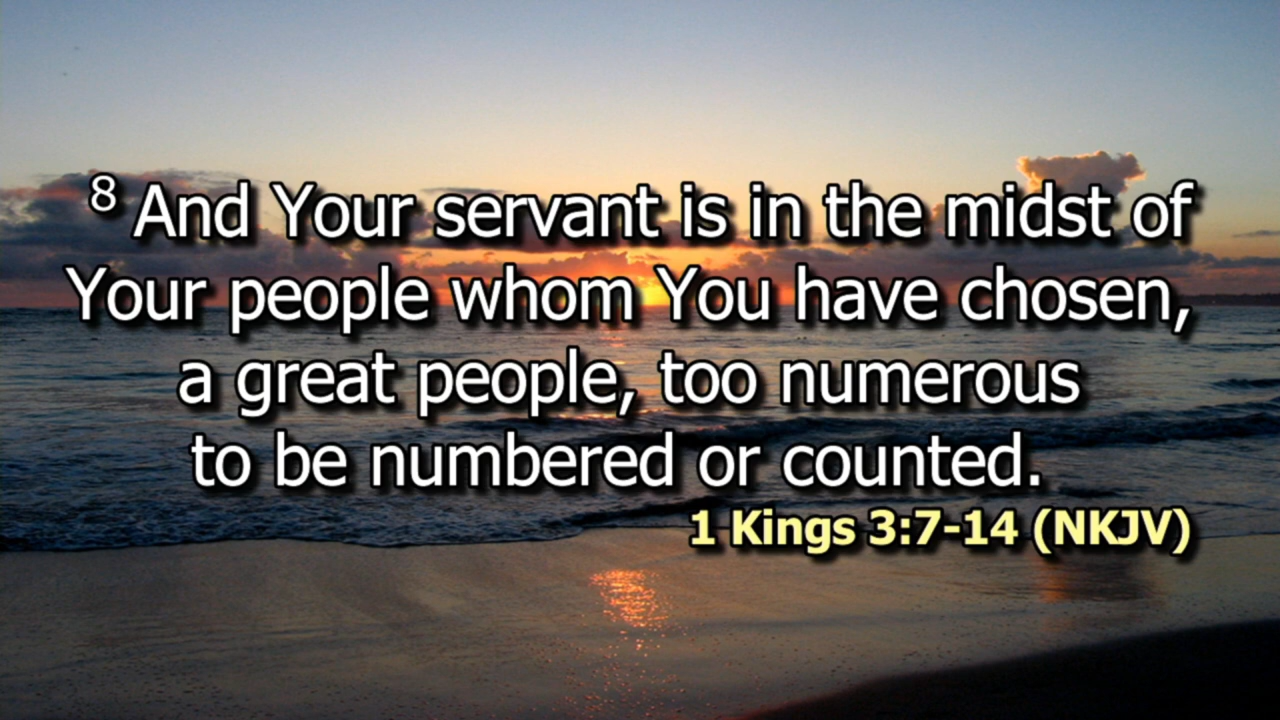 8 And Your servant is in the midst of
Your people whom You have chosen,
a great people, too numerous
to be numbered or counted.
1 Kings 3:7-14 (NKJV)